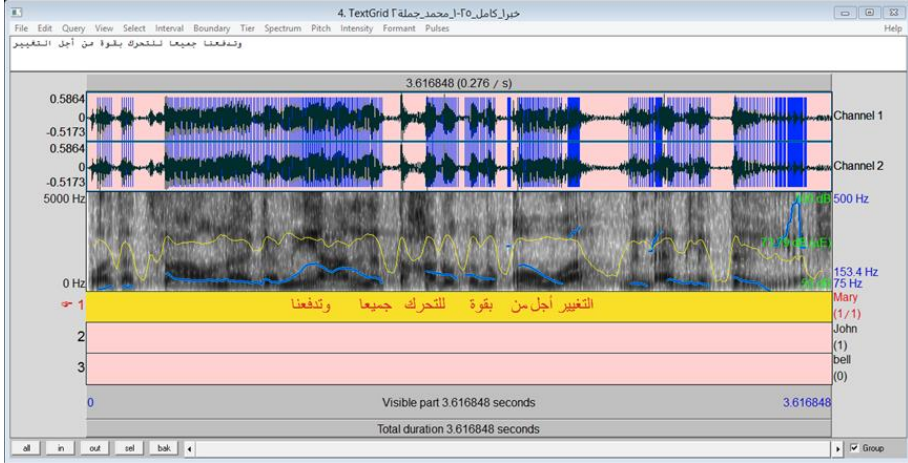 4. TextGrid خبرا_كامل_٢٥-١_محمد_جملة٢
File Edit Query View Select Interval Boundary Tier Spectrum Pitch Intensity Formant Pulses Help
وتدفعنا جميعا للتحرك بقوة من أجل التغيير
3.616848 (0.276 / s)
0.5864
0
-0.5173
Channel 1
0.5864
0
-0.5173
Channel 2
5000 Hz
500 Hz
0 Hz
153.4 Hz
75 Hz
1
التغيير أجل من بقوة للتحرك جميعا وتدفعنا
Mary
(1/1)
2
John
(1)
3
bell
(0)
0
Visible part 3.616848 seconds
3.616848
Total duration 3.616848 seconds
all in out sel bak
Group